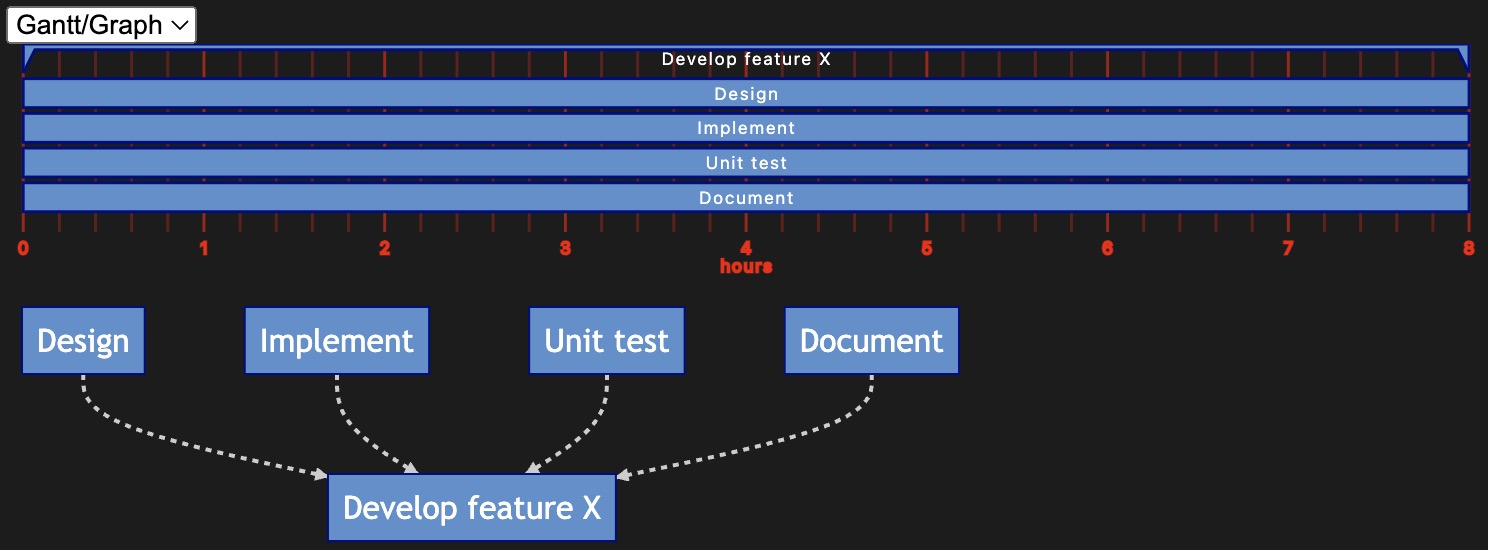 Gantt/Graph
Develop feature X
Design
Implement
Unit test
Document
0 1 2 3 4 5 6 7 8
hours
Design Implement Unit test Document
Develop feature X